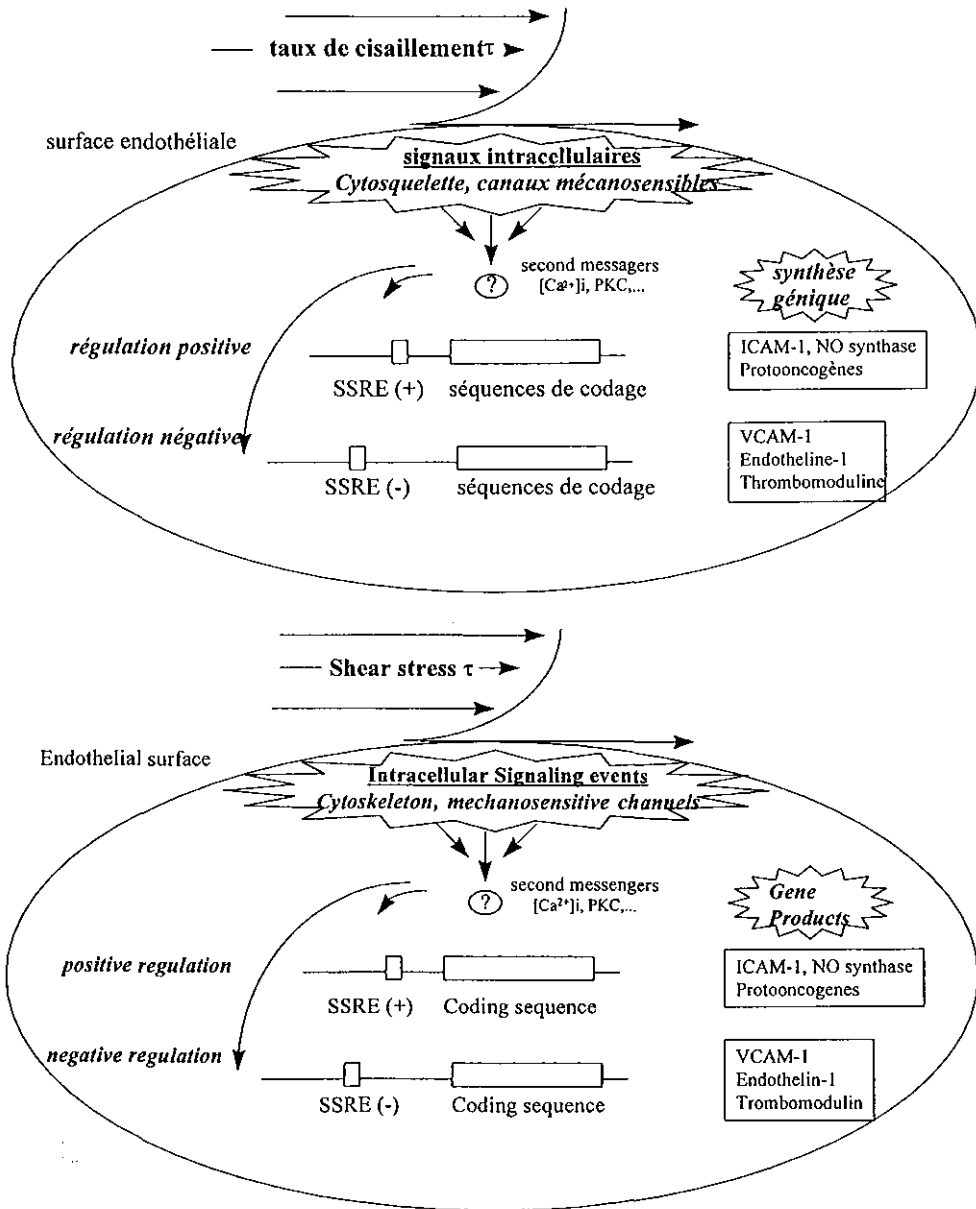 taux de cisaillementτ
surface endothéliale
signaux intracellulaires
Cytosquelette, canaux mécanosensibles
?
second messagers
[Ca²⁺]i, PKC,...
synthèse
génique
régulation positive
ICAM-1, NO synthase
Protooncogènes
SSRE (+)
séquences de codage
régulation négative
VCAM-1
Endotheline-1
Thrombomoduline
SSRE (-)
séquences de codage
Shear stress τ
Endothelial surface
Intracellular Signaling events
Cytoskeleton, mechanosensitive channels
?
second messengers
[Ca²⁺]i, PKC,...
Gene
Products
positive regulation
ICAM-1, NO synthase
Protooncogenes
SSRE (+)
Coding sequence
negative regulation
VCAM-1
Endothelin-1
Trombomodulin
SSRE (-)
Coding sequence